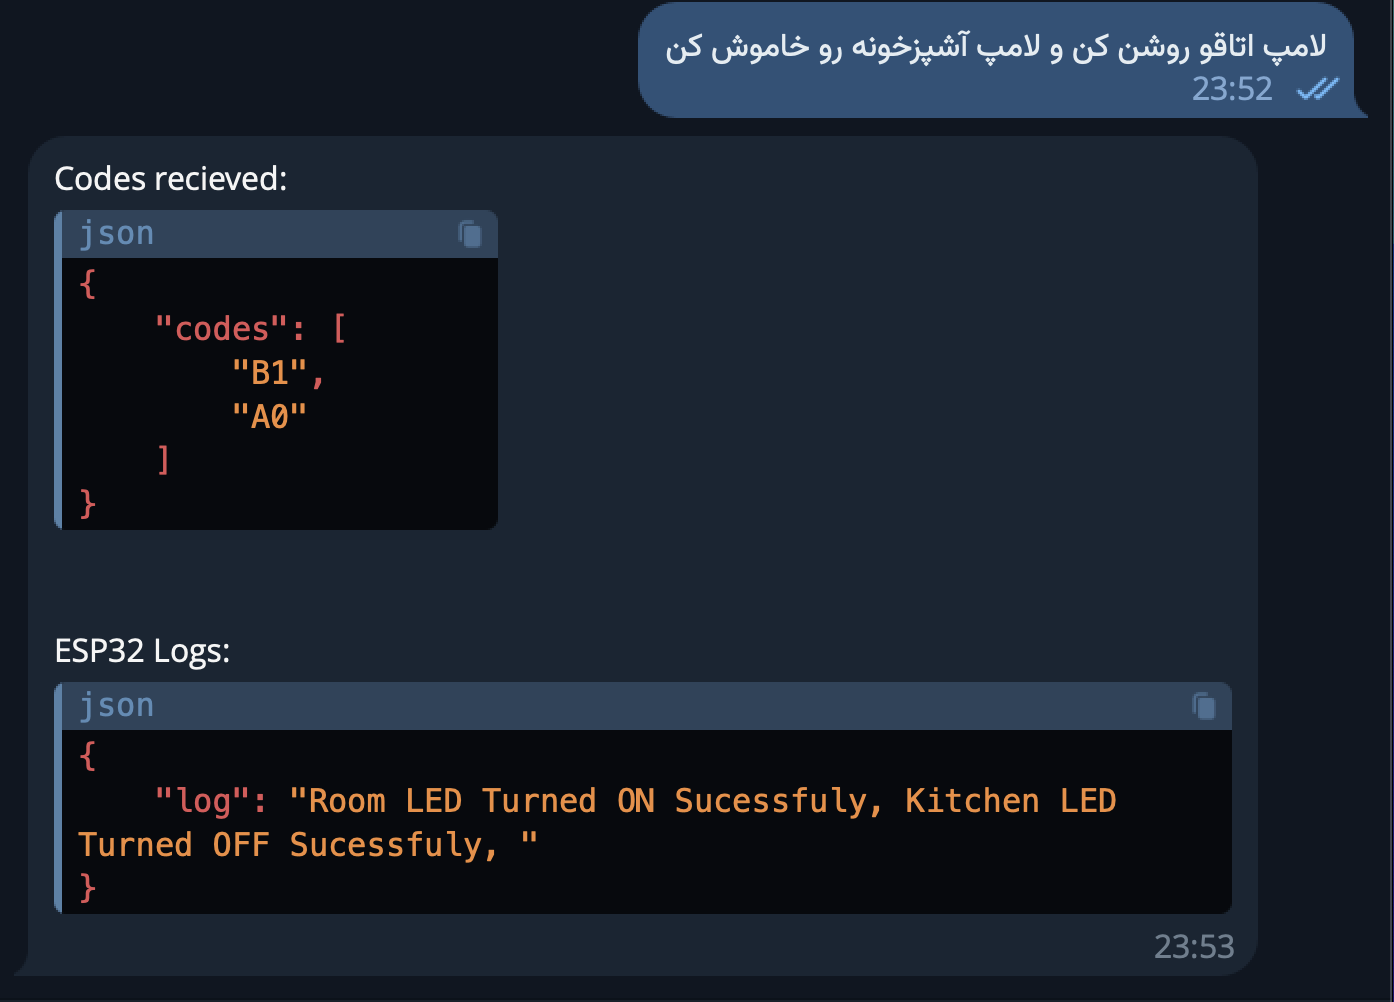 لامپ اتاقو روشن کن و لامپ آشپزخونه رو خاموش کن
23:52
Codes recieved:
json
{
"codes": [
"B1",
"A0"
]
}
ESP32 Logs:
json
{
"log": "Room LED Turned ON Sucessfuly, Kitchen LED
Turned OFF Sucessfuly, "
}
23:53